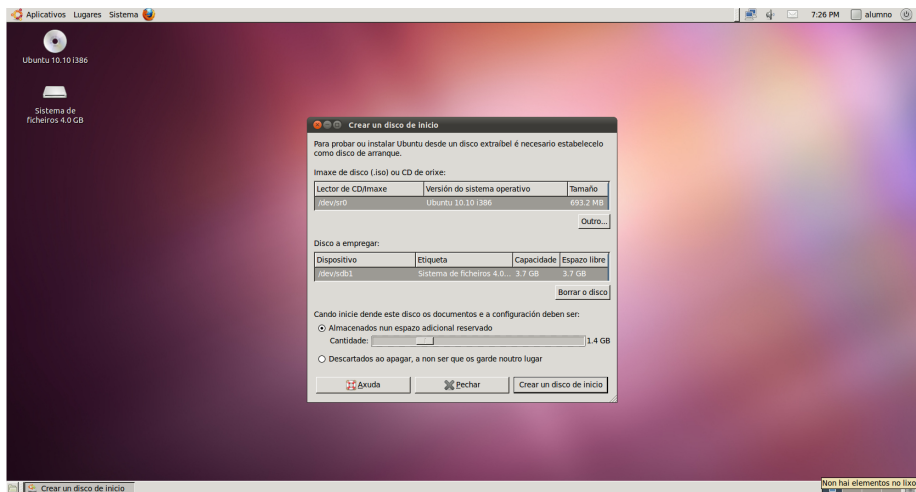 Aplicativos Lugares Sistema 7:26 PM alumno
Ubuntu 10.10 i386
Sistema de
ficheiros 4.0 GB
Crear un disco de inicio
Para probar ou instalar Ubuntu desde un disco extraíbel é necesario estabelecelo
como disco de arranque.
Imaxe de disco (.iso) ou CD de orixe:
Lector de CD/Imaxe Versión do sistema operativo Tamaño
/dev/sr0 Ubuntu 10.10 i386 693.2 MB
Outro...
Disco a empregar:
Dispositivo Etiqueta Capacidade Espazo libre
/dev/sdb1 Sistema de ficheiros 4.0... 3.7 GB 3.7 GB
Borrar o disco
Cando inicie dende este disco os documentos e a configuración deben ser:
Almacenados nun espazo adicional reservado
Cantidade: 1.4 GB
Descartados ao apagar, a non ser que os garde noutro lugar
Axuda Pechar Crear un disco de inicio
Non hai elementos no lixo
Crear un disco de inicio